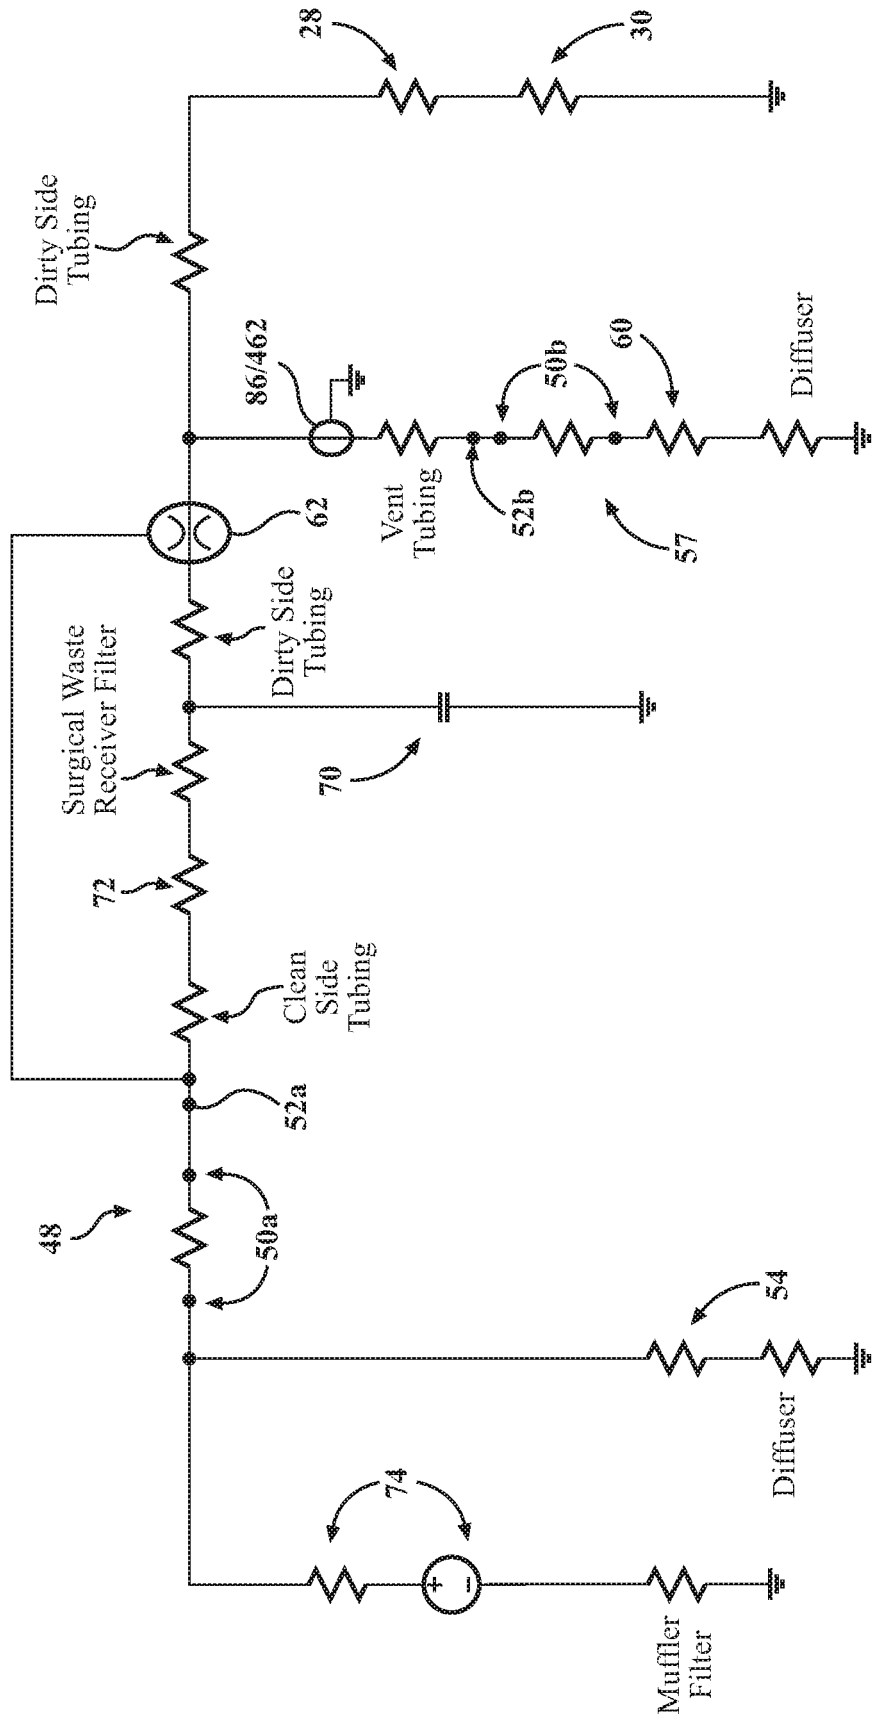 48
72
Surgical Waste
Receiver Filter
Dirty Side
Tubing
50a
52a
Clean
Side
Tubing
Dirty Side
Tubing
62
86/462
28
30
74
+
−
70
Vent
Tubing
52b
50b
60
57
Muffler
Filter
Diffuser
54
Diffuser